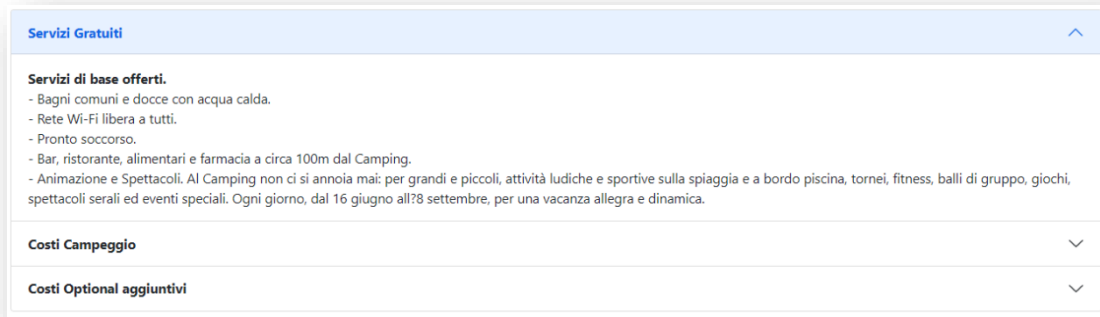 Servizi Gratuiti
Servizi di base offerti.
- Bagni comuni e docce con acqua calda.
- Rete Wi-Fi libera a tutti.
- Pronto soccorso.
- Bar, ristorante, alimentari e farmacia a circa 100m dal Camping.
- Animazione e Spettacoli. Al Camping non ci si annoia mai: per grandi e piccoli, attività ludiche e sportive sulla spiaggia e a bordo piscina, tornei, fitness, balli di gruppo, giochi,
spettacoli serali ed eventi speciali. Ogni giorno, dal 16 giugno all?8 settembre, per una vacanza allegra e dinamica.
Costi Campeggio
Costi Optional aggiuntivi